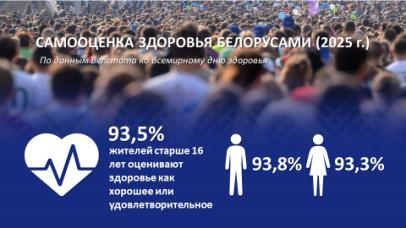 САМООЦЕНКА ЗДОРОВЬЯ БЕЛОРУСАМИ (2025 г.)
По данным Белстата ко Всемирному дню здоровья
93,5%
жителей старше 16
лет оценивают
здоровье как
хорошее или
удовлетворительное
93,8%
93,3%